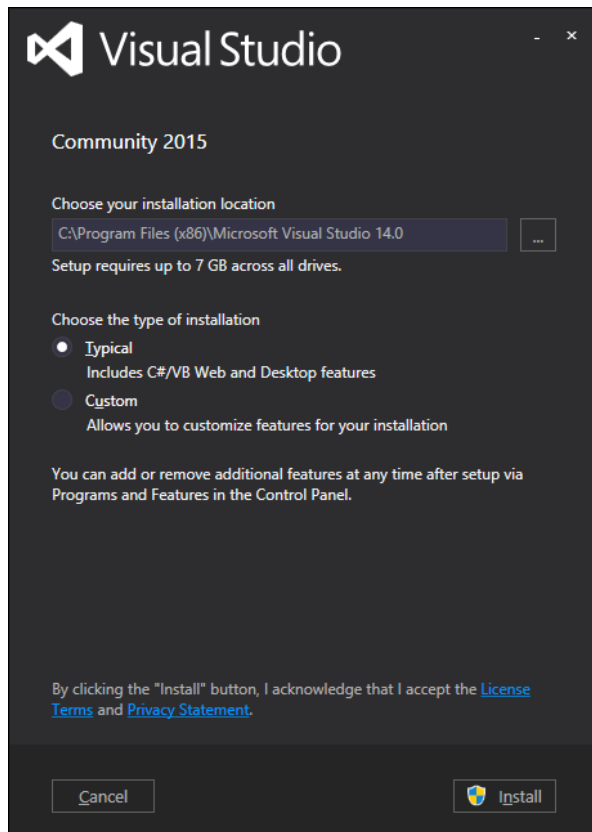 Visual Studio
Community 2015
Choose your installation location
C:\Program Files (x86)\Microsoft Visual Studio 14.0
...
Setup requires up to 7 GB across all drives.
Choose the type of installation
Typical
Includes C#/VB Web and Desktop features
Custom
Allows you to customize features for your installation
You can add or remove additional features at any time after setup via
Programs and Features in the Control Panel.
By clicking the "Install" button, I acknowledge that I accept the License
Terms and Privacy Statement.
Cancel
Install